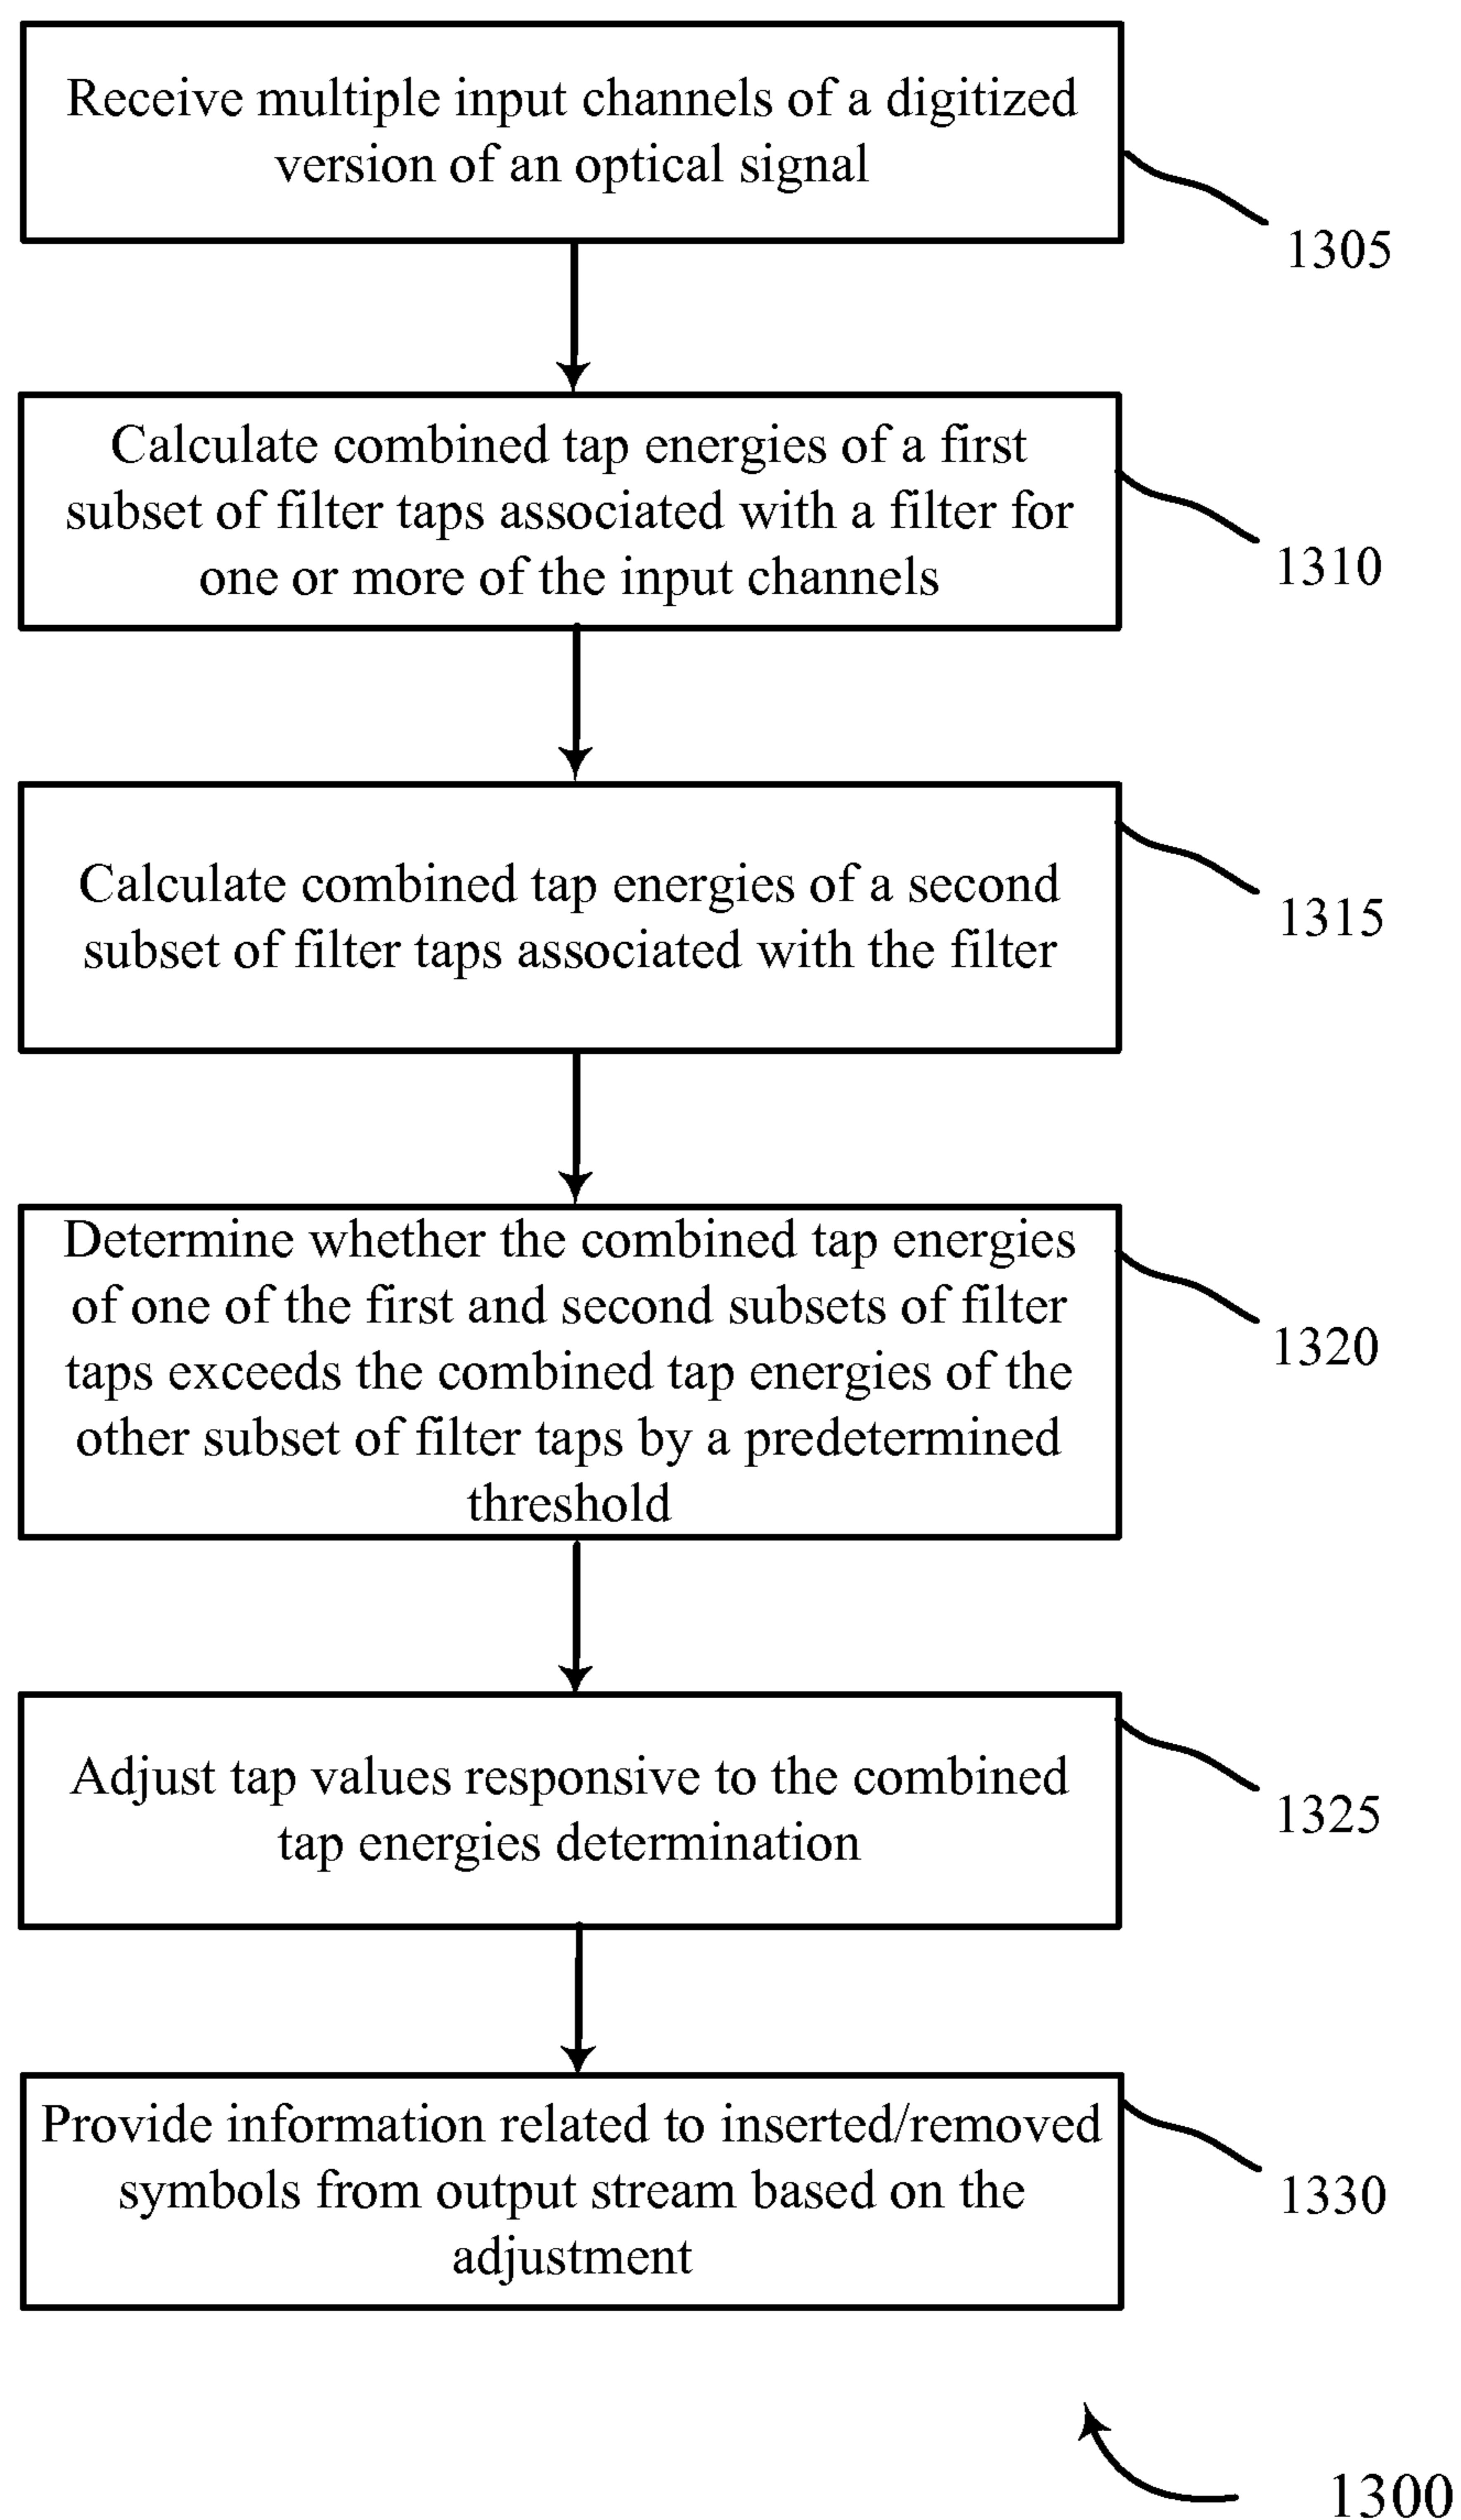 Receive multiple input channels of a digitized
version of an optical signal
1305
Calculate combined tap energies of a first
subset of filter taps associated with a filter for
one or more of the input channels
1310
Calculate combined tap energies of a second
subset of filter taps associated with the filter
1315
Determine whether the combined tap energies
of one of the first and second subsets of filter
taps exceeds the combined tap energies of the
other subset of filter taps by a predetermined
threshold
1320
Adjust tap values responsive to the combined
tap energies determination
1325
Provide information related to inserted/removed
symbols from output stream based on the
adjustment
1330
1300